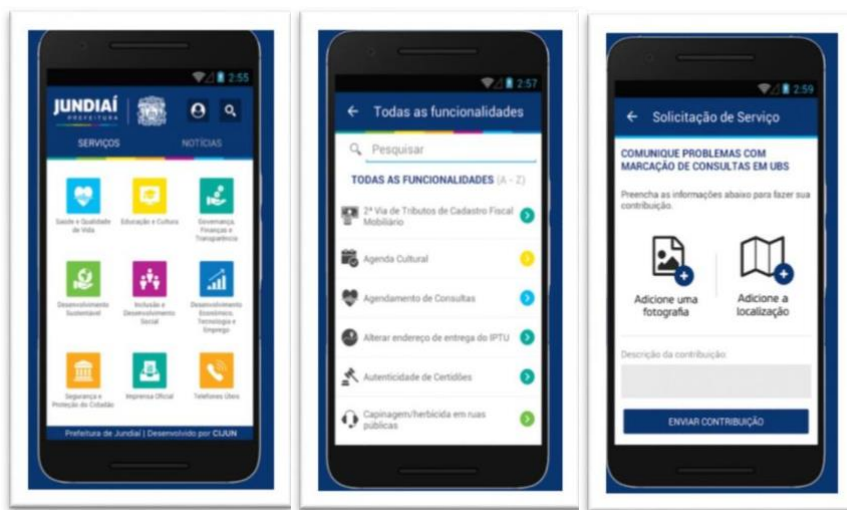 2:55
JUNDIAÍ
PREFEITURA
SERVIÇOS NOTÍCIAS
Saúde e Qualidade
de Vida
Educação e Cultura
Governança,
Finanças e
Transparência
Desenvolvimento
Sustentável
Inclusão e
Desenvolvimento
Social
Desenvolvimento
Econômico,
Tecnologia e
Emprego
Segurança e
Proteção do Cidadão
Imprensa Oficial
Telefones Úteis
Prefeitura de Jundiaí | Desenvolvido por CIJUN
2:57
Todas as funcionalidades
Pesquisar
TODAS AS FUNCIONALIDADES (A - Z)
2ª Via de Tributos de Cadastro Fiscal
Mobiliário
Agenda Cultural
Agendamento de Consultas
Alterar endereço de entrega do IPTU
Autenticidade de Certidões
Capinagem/herbicida em ruas
públicas
2:59
Solicitação de Serviço
COMUNIQUE PROBLEMAS COM
MARCAÇÃO DE CONSULTAS EM UBS
Preencha as informações abaixo para fazer sua
contribuição.
Adicione uma
fotografia
Adicione a
localização
Descrição da contribuição:
ENVIAR CONTRIBUIÇÃO